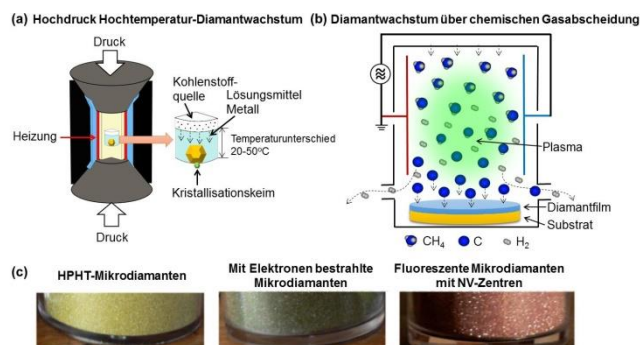 (a) Hochdruck Hochtemperatur-Diamantwachstum
Druck
Kohlenstoff-
quelle
Lösungsmittel
Metall
Heizung
Temperaturunterschied
20-50°C
Kristallisationskeim
Druck
(b) Diamantwachstum über chemischen Gasabscheidung
Plasma
Diamantfilm
Substrat
CH₄ C H₂
(c)
HPHT-Mikrodiamanten
Mit Elektronen bestrahlte
Mikrodiamanten
Fluoreszente Mikrodiamanten
mit NV-Zentren